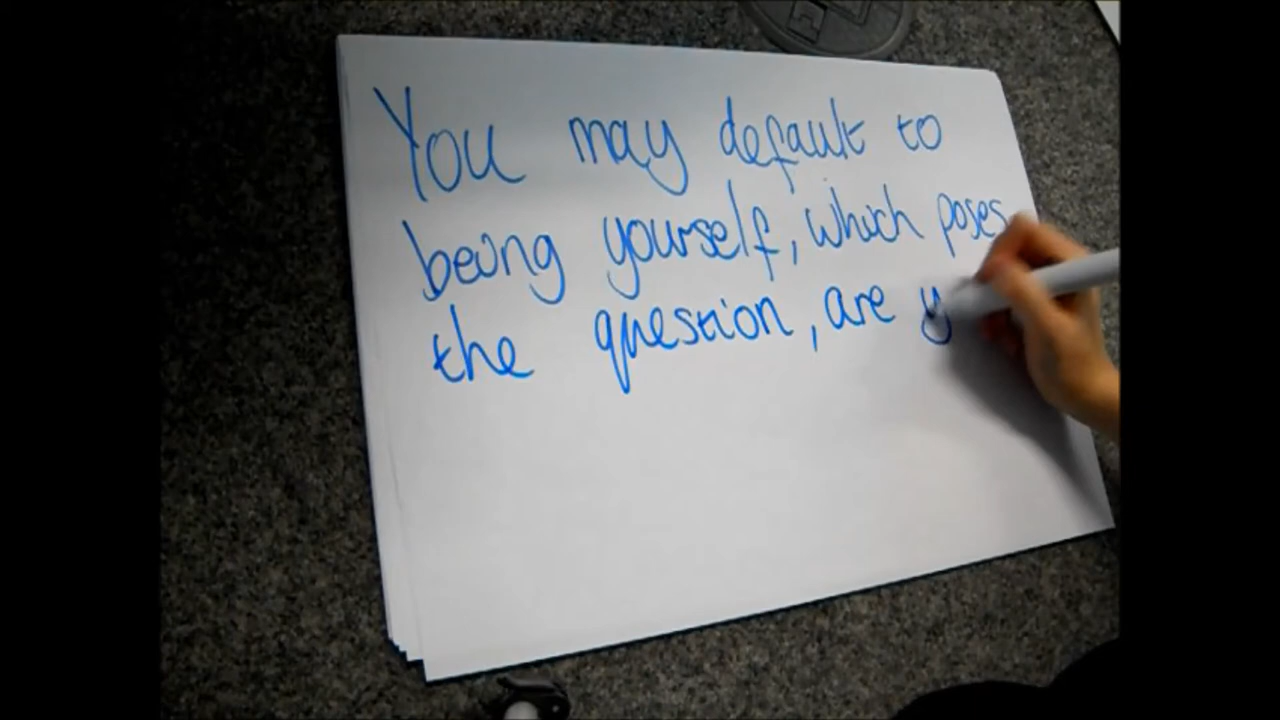 You may default to
being yourself, which poses
the question, are y